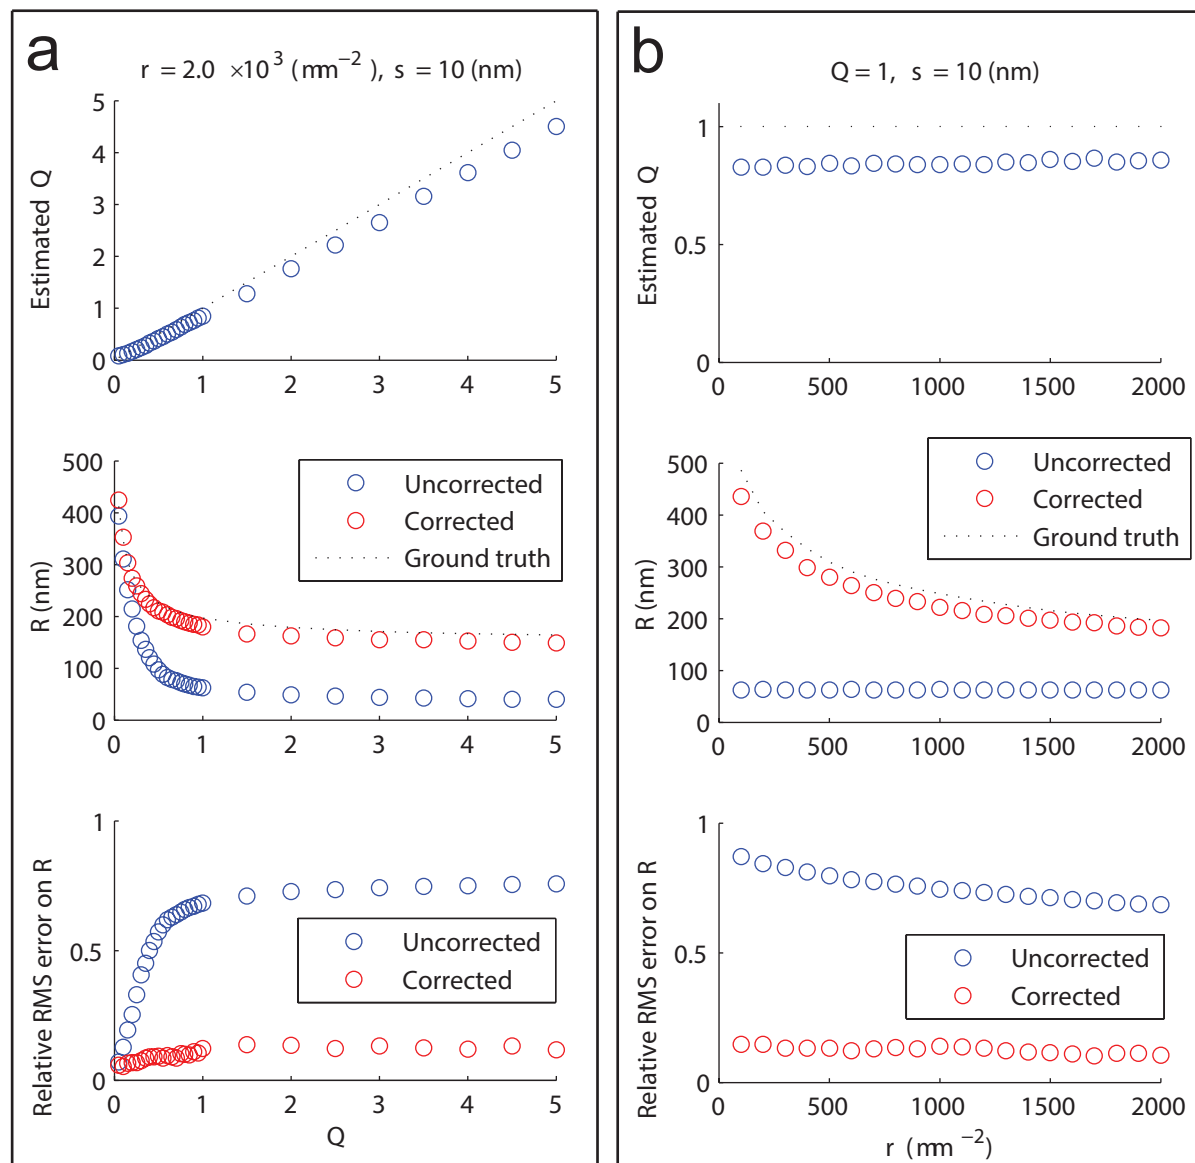 a
r = 2.0 ×10³ (mm⁻²), s = 10 (nm)
Estimated Q
5
4
3
2
1
0
0 1 2 3 4 5
R (nm)
500
400
300
200
100
0
Uncorrected
Corrected
Ground truth
0 1 2 3 4 5
Relative RMS error on R
1
0.5
0
Uncorrected
Corrected
0 1 2 3 4 5
Q
b
Q = 1, s = 10 (nm)
Estimated Q
1
0.5
0
0 500 1000 1500 2000
R (nm)
500
400
300
200
100
0
Uncorrected
Corrected
Ground truth
0 500 1000 1500 2000
Relative RMS error on R
1
0.5
0
Uncorrected
Corrected
0 500 1000 1500 2000
r (mm⁻²)